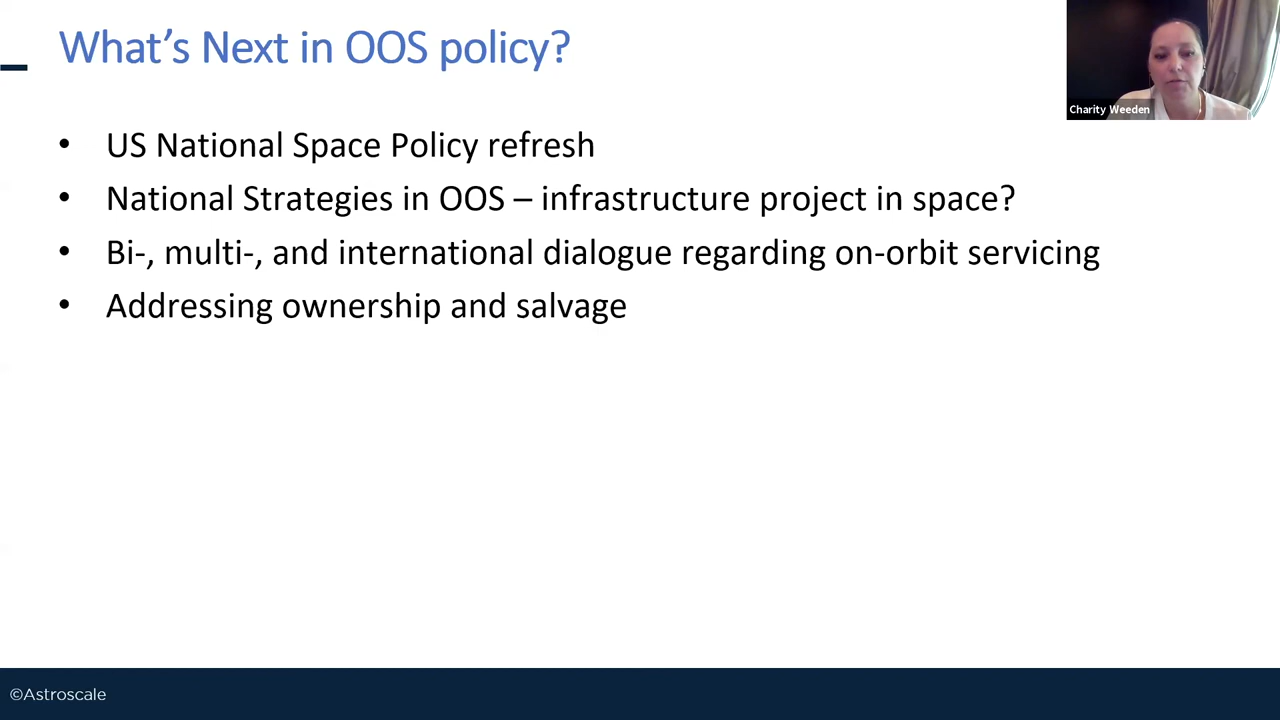 What's Next in OOS policy?
Charity Weeden
• US National Space Policy refresh
• National Strategies in OOS – infrastructure project in space?
• Bi-, multi-, and international dialogue regarding on-orbit servicing
• Addressing ownership and salvage
©Astroscale